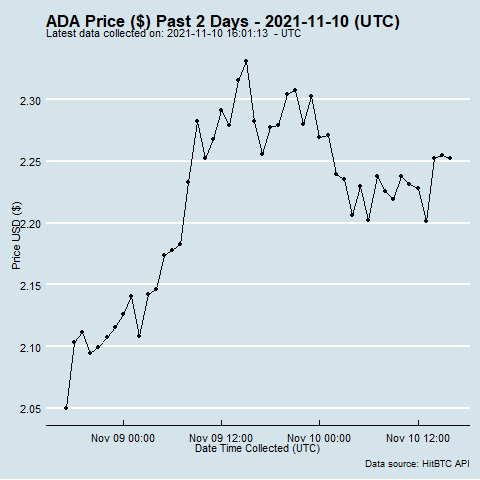 ADA Price ($) Past 2 Days - 2021-11-10 (UTC)
Latest data collected on: 2021-11-10 16:01:13 - UTC
Price USD ($)
2.30
2.25
2.20
2.15
2.10
2.05
Nov 09 00:00 Nov 09 12:00 Nov 10 00:00 Nov 10 12:00
Date Time Collected (UTC)
Data source: HitBTC API